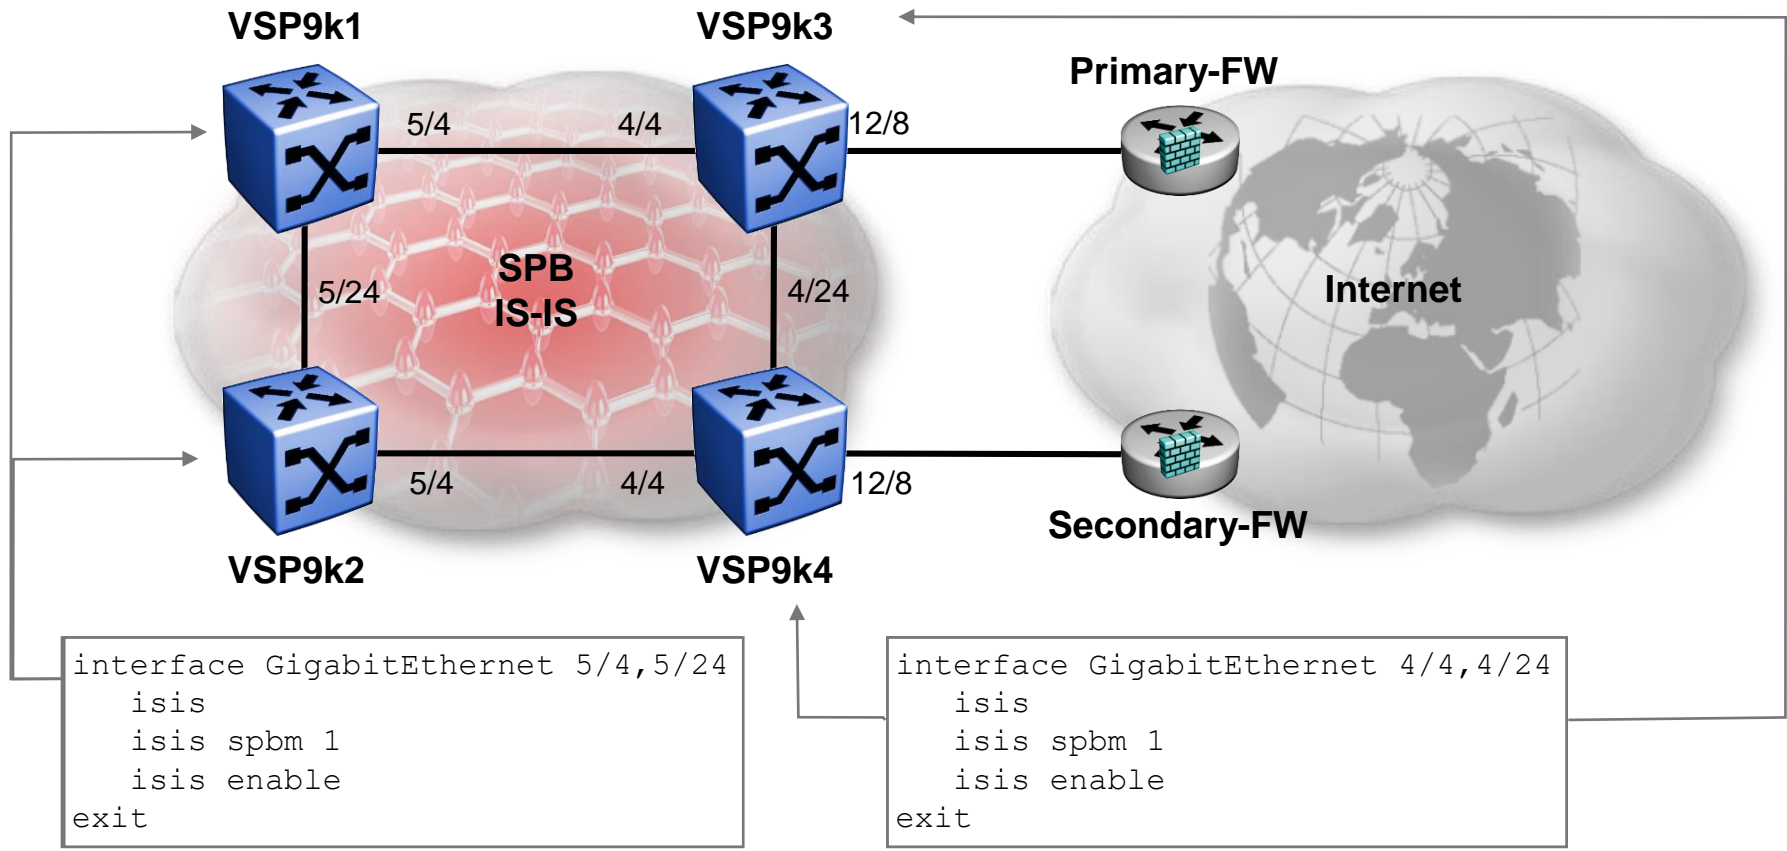 VSP9k1
VSP9k3
Primary-FW
5/4
4/4
12/8
SPB
IS-IS
5/24
4/24
Internet
5/4
4/4
12/8
Secondary-FW
VSP9k2
VSP9k4
interface GigabitEthernet 5/4,5/24
isis
isis spbm 1
isis enable
exit
interface GigabitEthernet 4/4,4/24
isis
isis spbm 1
isis enable
exit